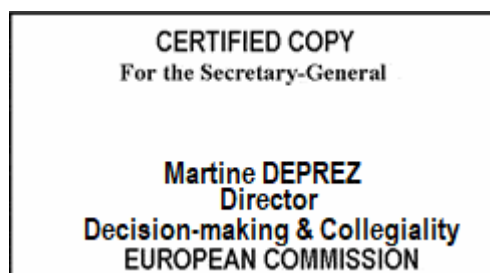 CERTIFIED COPY
For the Secretary-General
Martine DEPREZ
Director
Decision-making & Collegiality
EUROPEAN COMMISSION